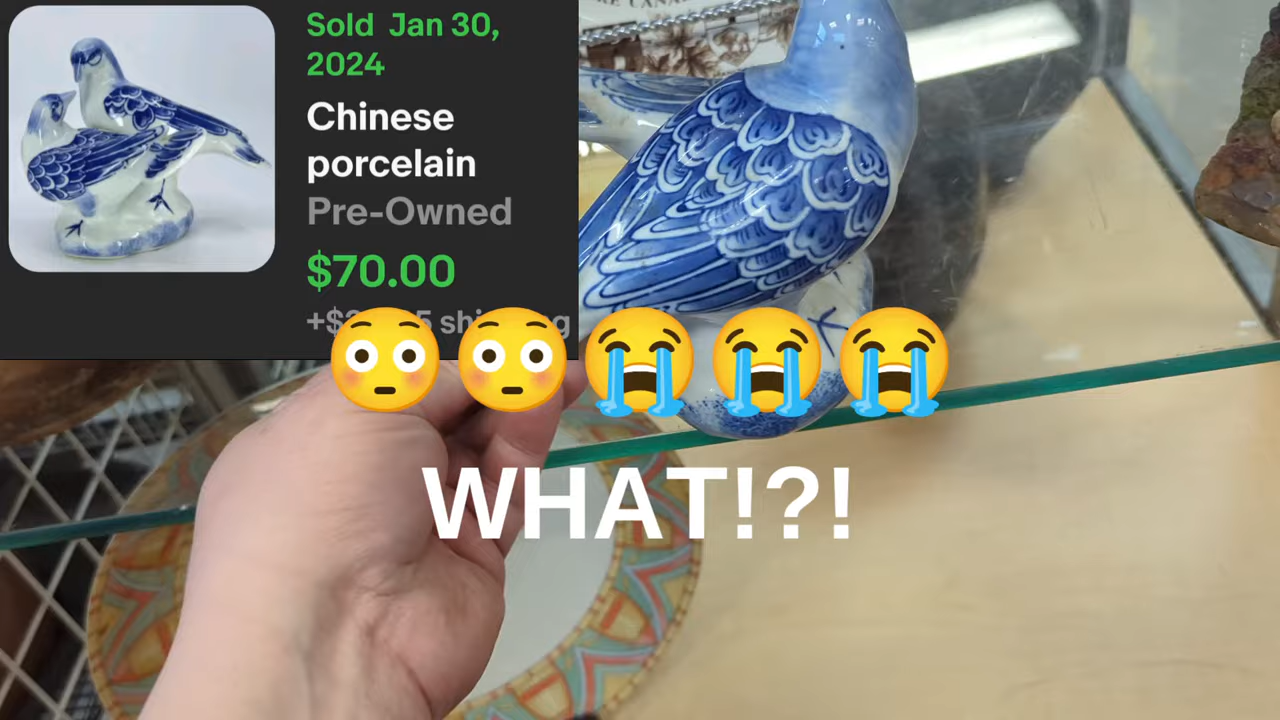 Sold Jan 30,
2024
Chinese
porcelain
Pre-Owned
$70.00
WHAT!?!